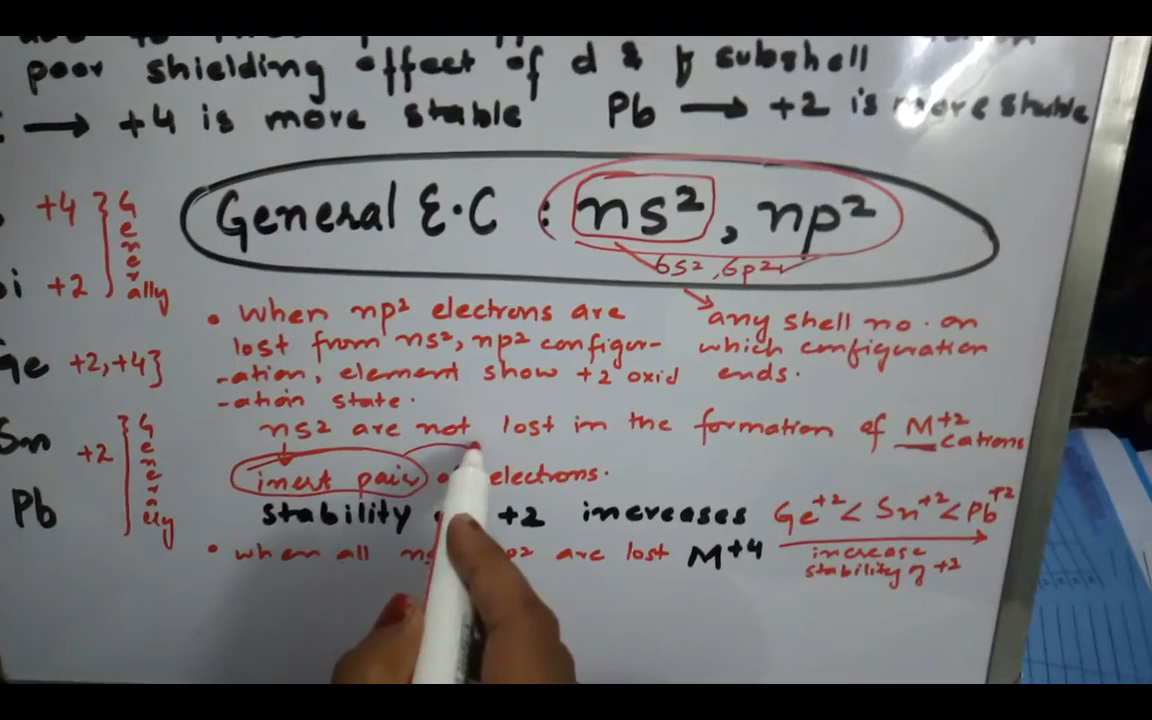 poor shielding effect of d & f subshell
→ +4 is more stable Pb → +2 is more stable
General E.C : ns², np²
6s², 6p²
+4 } Generally
i +2
Ge +2, +4}
Sn +2 } Generally
Pb
• when np² electrons are
lost from ns², np² configur-
-ation, element show +2 oxid
-ation state.
any shell no. on
which configuration
ends.
ns² are not lost in the formation of M+2 cations
inert pair electrons.
stability +2 increases Ge+2 < Sn+2 < Pb+2
increase
stability of +2
• when all ns are lost M+4